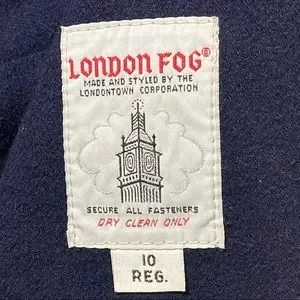 LONDON FOG®
MADE AND STYLED BY THE
LONDONTOWN CORPORATION
SECURE ALL FASTENERS
DRY CLEAN ONLY
10
REG.